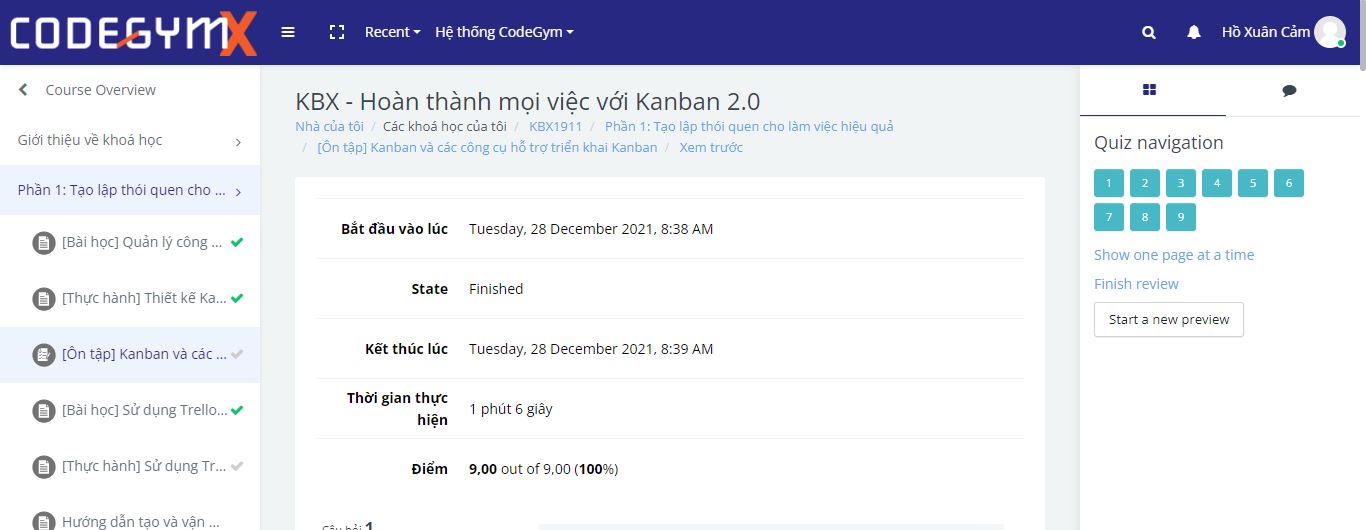 CODEGYMX
Recent
Hệ thống CodeGym
Hồ Xuân Cảm
Course Overview
Giới thiệu về khoá học
Phần 1: Tạo lập thói quen cho ...
[Bài học] Quản lý công ...
[Thực hành] Thiết kế Ka...
[Ôn tập] Kanban và các ...
[Bài học] Sử dụng Trello...
[Thực hành] Sử dụng Tr...
Hướng dẫn tạo và vận ...
KBX - Hoàn thành mọi việc với Kanban 2.0
Nhà của tôi / Các khoá học của tôi / KBX1911 / Phần 1: Tạo lập thói quen cho làm việc hiệu quả
/ [Ôn tập] Kanban và các công cụ hỗ trợ triển khai Kanban / Xem trước
Bắt đầu vào lúc Tuesday, 28 December 2021, 8:38 AM
State Finished
Kết thúc lúc Tuesday, 28 December 2021, 8:39 AM
Thời gian thực
hiện 1 phút 6 giây
Điểm 9,00 out of 9,00 (100%)
Câu hỏi 1
Quiz navigation
1 2 3 4 5 6
7 8 9
Show one page at a time
Finish review
Start a new preview